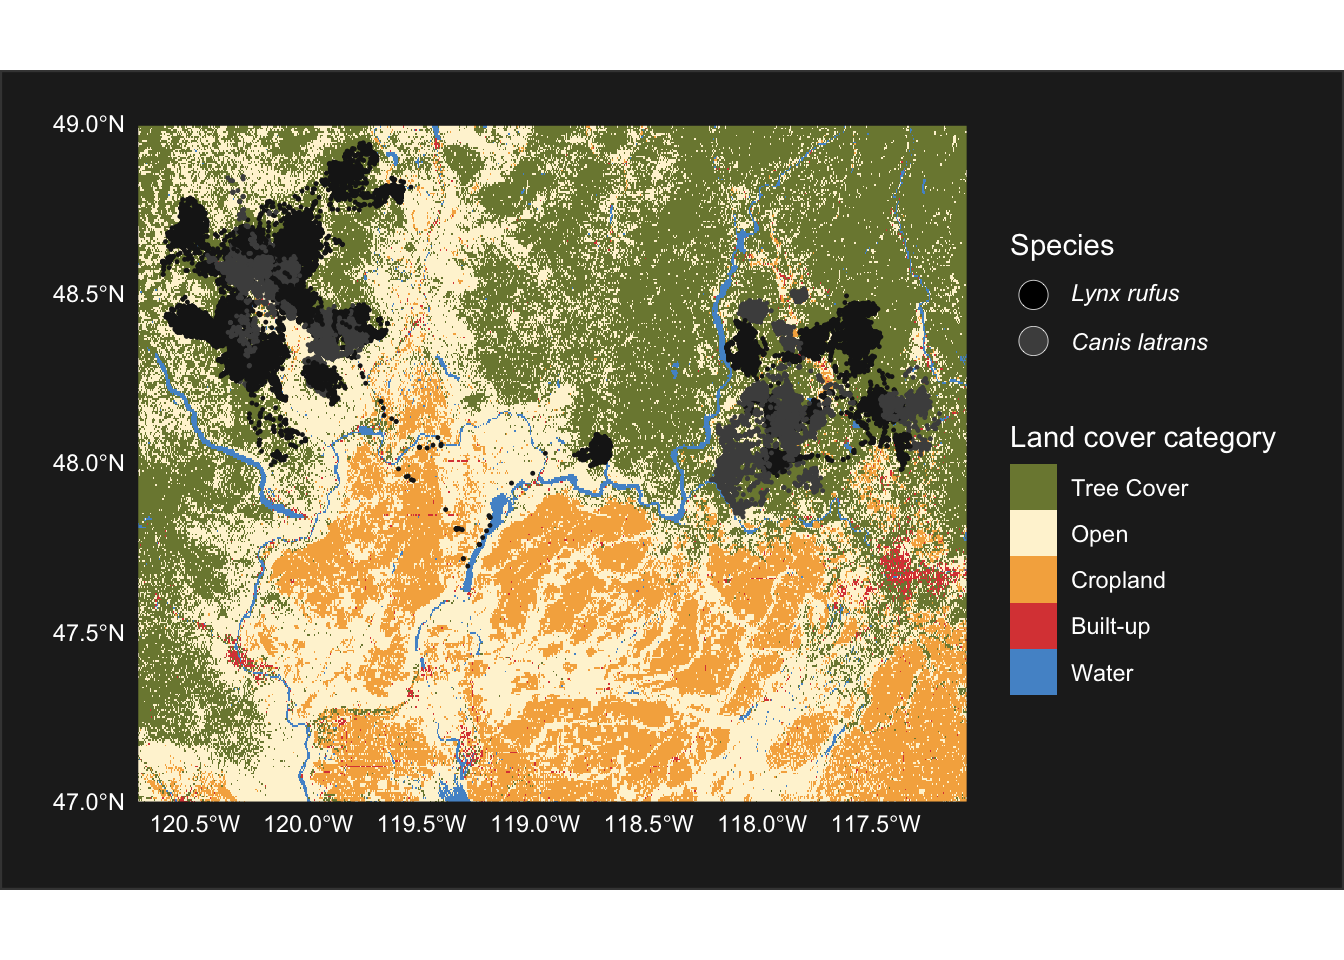 49.0°N
48.5°N
48.0°N
47.5°N
47.0°N
120.5°W 120.0°W 119.5°W 119.0°W 118.5°W 118.0°W 117.5°W
Species
Lynx rufus
Canis latrans
Land cover category
Tree Cover
Open
Cropland
Built-up
Water